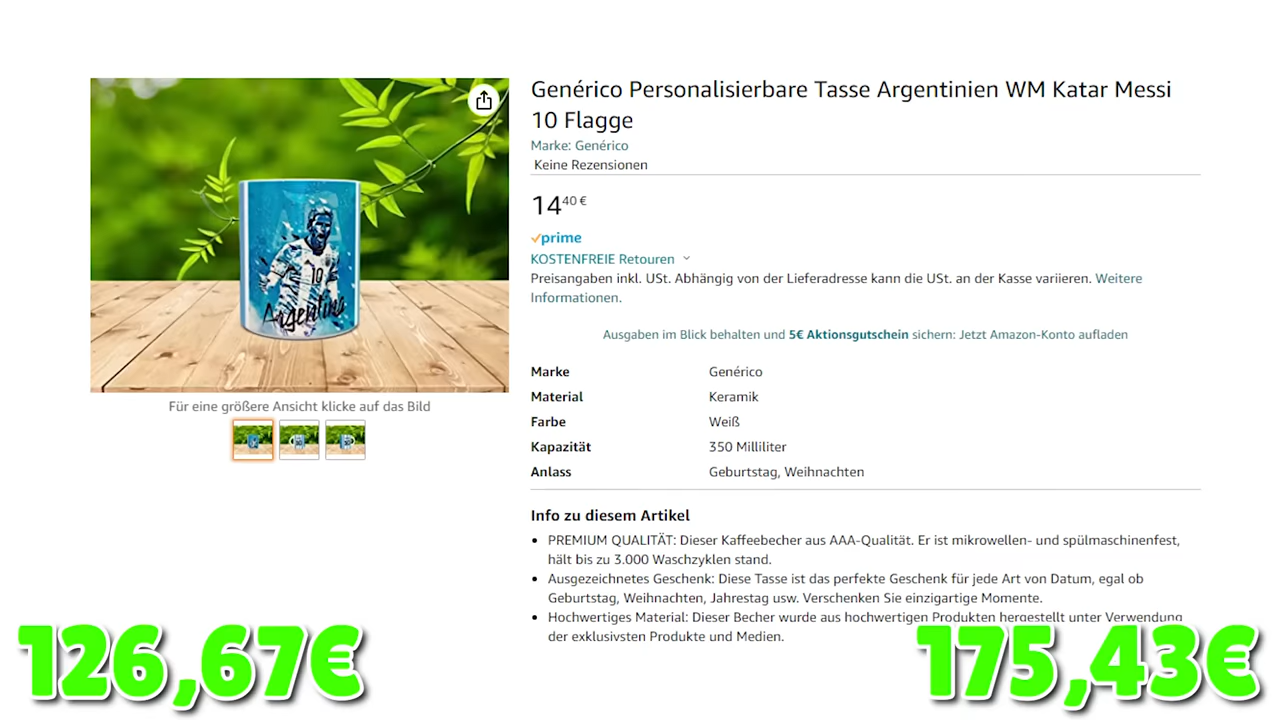 Genérico Personalisierbare Tasse Argentinien WM Katar Messi
10 Flagge
Marke: Genérico
Keine Rezensionen
14 40 €
prime
KOSTENFREIE Retouren
Preisangaben inkl. USt. Abhängig von der Lieferadresse kann die USt. an der Kasse variieren. Weitere
Informationen.
Ausgaben im Blick behalten und 5€ Aktionsgutschein sichern: Jetzt Amazon-Konto aufladen
10
Argentina
Für eine größere Ansicht klicke auf das Bild
Marke Genérico
Material Keramik
Farbe Weiß
Kapazität 350 Milliliter
Anlass Geburtstag, Weihnachten
Info zu diesem Artikel
• PREMIUM QUALITÄT: Dieser Kaffeebecher aus AAA-Qualität. Er ist mikrowellen- und spülmaschinenfest,
hält bis zu 3.000 Waschzyklen stand.
• Ausgezeichnetes Geschenk: Diese Tasse ist das perfekte Geschenk für jede Art von Datum, egal ob
Geburtstag, Weihnachten, Jahrestag usw. Verschenken Sie einzigartige Momente.
• Hochwertiges Material: Dieser Becher wurde aus hochwertigen Produkten hergestellt unter Verwendung
der exklusivsten Produkte und Medien.
126,67€
175,43€